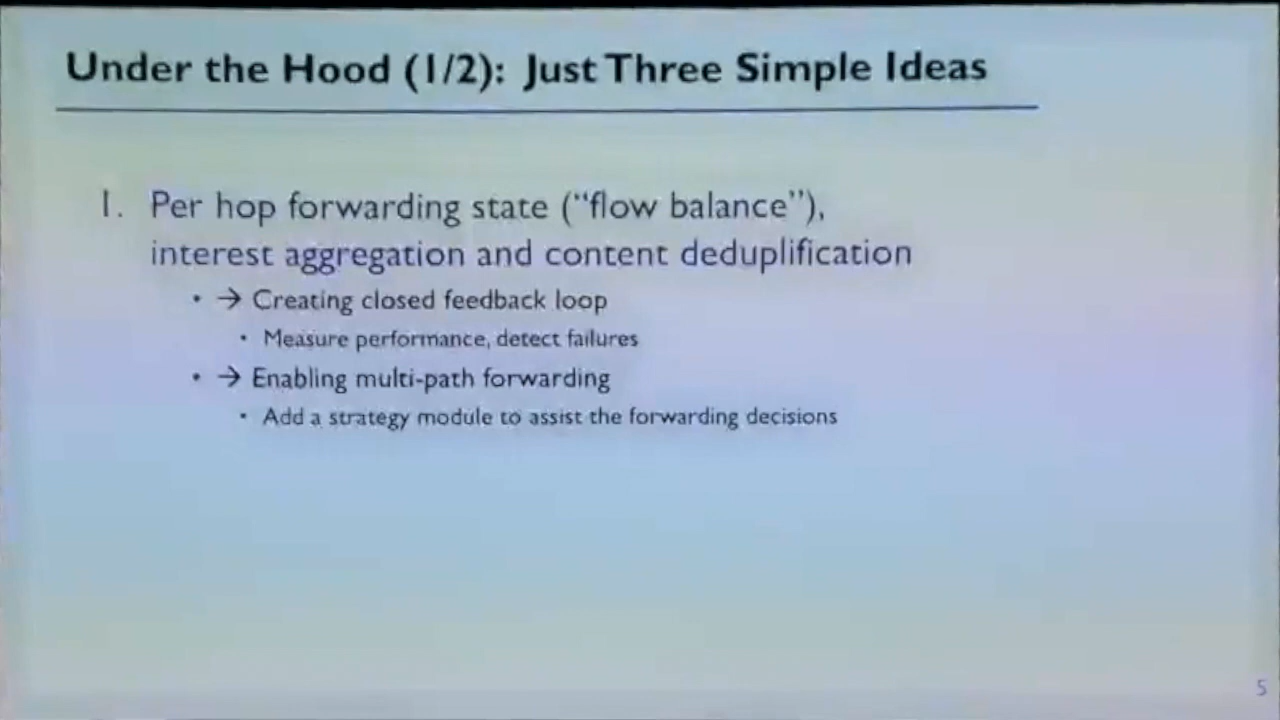 Under the Hood (1/2): Just Three Simple Ideas
1. Per hop forwarding state ("flow balance"),
interest aggregation and content deduplification
• → Creating closed feedback loop
• Measure performance, detect failures
• → Enabling multi-path forwarding
• Add a strategy module to assist the forwarding decisions
5